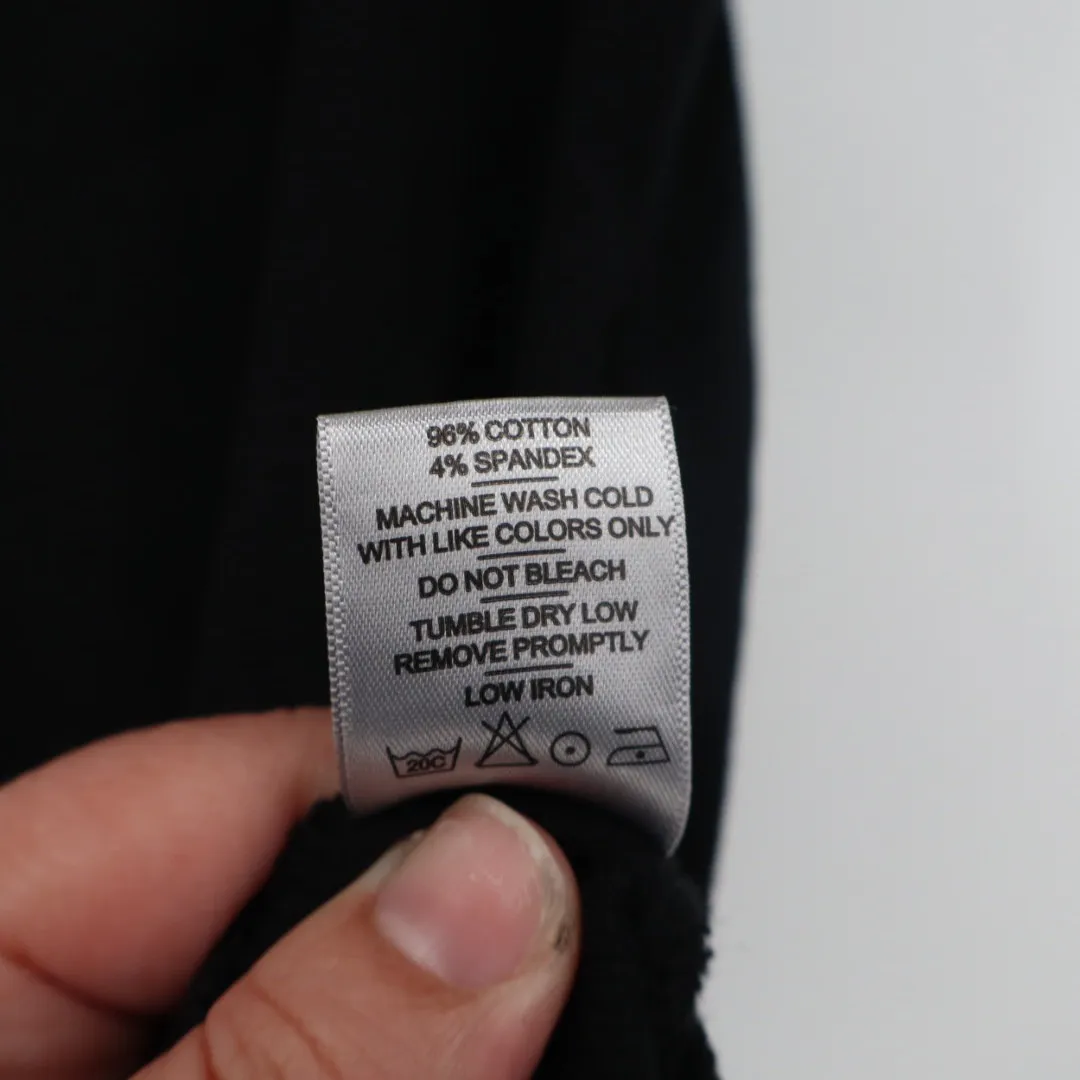 96% COTTON
4% SPANDEX
MACHINE WASH COLD
WITH LIKE COLORS ONLY
DO NOT BLEACH
TUMBLE DRY LOW
REMOVE PROMPTLY
LOW IRON
20C